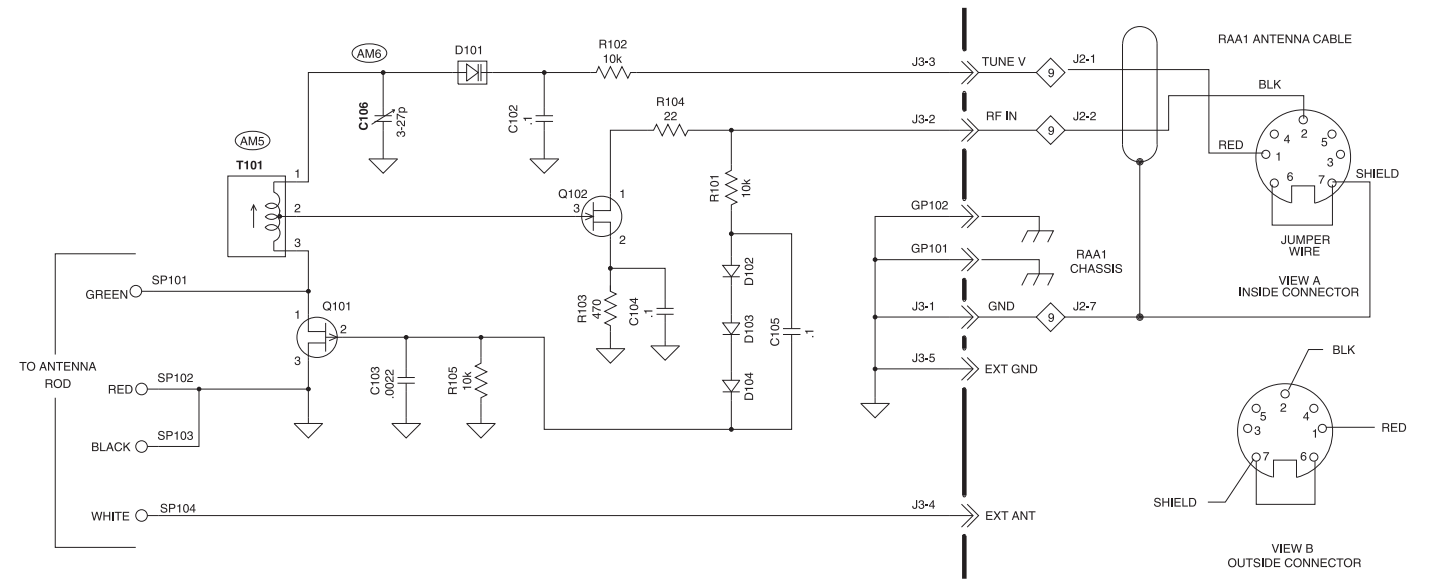 AM6
D101
R102
10k
J3-3
TUNE V
9
J2-1
RAA1 ANTENNA CABLE
C106
3-27p
C102
.1
R104
22
J3-2
RF IN
9
J2-2
BLK
RED
4
2
5
1
3
6
7
SHIELD
JUMPER
WIRE
VIEW A
INSIDE CONNECTOR
AM5
T101
1
2
3
Q102
3
1
2
R101
10k
GP102
GP101
RAA1
CHASSIS
D102
D103
D104
C105
.1
R103
470
C104
.1
J3-1
GND
9
J2-7
J3-5
EXT GND
TO ANTENNA
ROD
GREEN
SP101
Q101
1
2
3
C103
.0022
R105
10k
RED
SP102
BLACK
SP103
WHITE
SP104
J3-4
EXT ANT
BLK
5
2
4
3
1
RED
7
6
SHIELD
VIEW B
OUTSIDE CONNECTOR